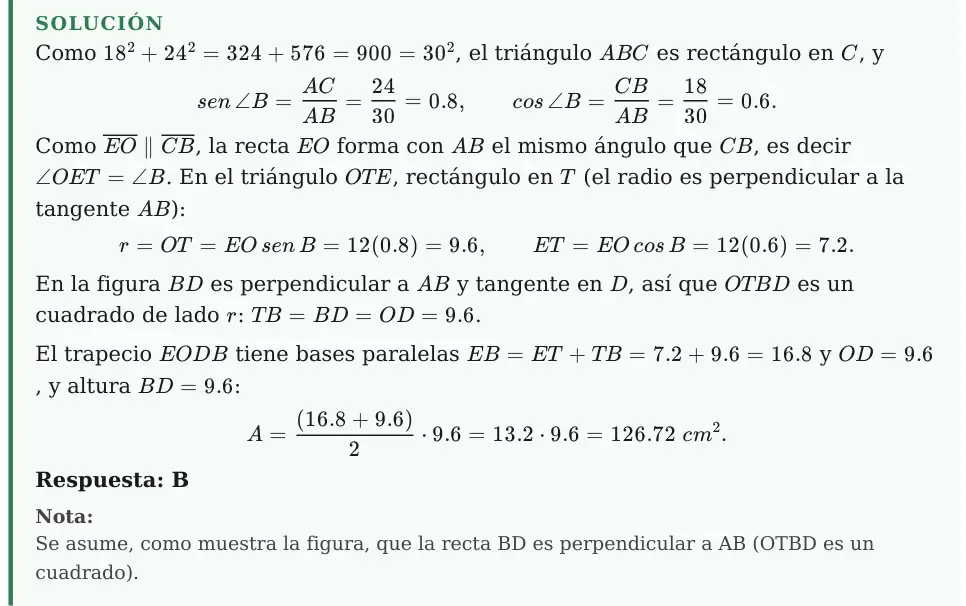 SOLUCIÓN
Como 18² + 24² = 324 + 576 = 900 = 30², el triángulo ABC es rectángulo en C, y
sen ∠B = AC/AB = 24/30 = 0.8, cos ∠B = CB/AB = 18/30 = 0.6.
Como E̅O̅ ∥ C̅B̅, la recta EO forma con AB el mismo ángulo que CB, es decir
∠OET = ∠B. En el triángulo OTE, rectángulo en T (el radio es perpendicular a la
tangente AB):
r = OT = EO sen B = 12(0.8) = 9.6, ET = EO cos B = 12(0.6) = 7.2.
En la figura BD es perpendicular a AB y tangente en D, así que OTBD es un
cuadrado de lado r: TB = BD = OD = 9.6.
El trapecio EODB tiene bases paralelas EB = ET + TB = 7.2 + 9.6 = 16.8 y OD = 9.6
, y altura BD = 9.6:
A = (16.8 + 9.6)/2 · 9.6 = 13.2 · 9.6 = 126.72 cm².
Respuesta: B
Nota:
Se asume, como muestra la figura, que la recta BD es perpendicular a AB (OTBD es un
cuadrado).